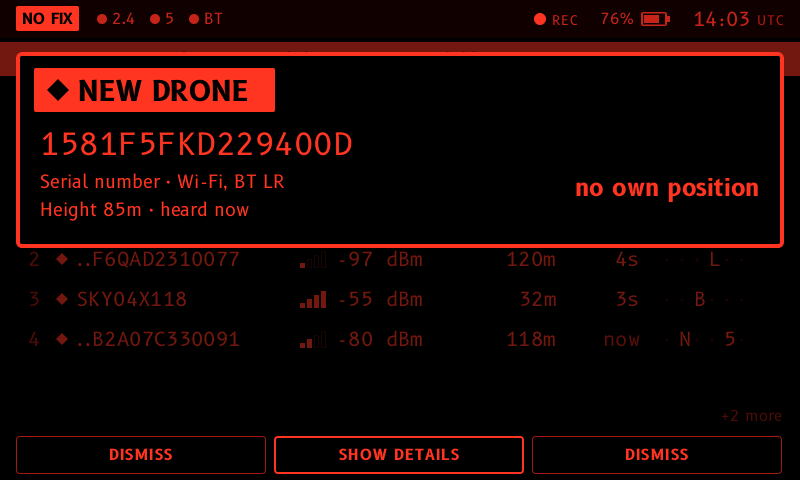 NO FIX 2.4 5 BT REC 76% 14:03 UTC
◆ NEW DRONE
1581F5FKD229400D
Serial number · Wi-Fi, BT LR
no own position
Height 85m · heard now
2 ◆ ..F6QAD2310077 -97 dBm 120m 4s · · · L · ·
3 ◆ SKY04X118 -55 dBm 32m 3s · · B · · ·
4 ◆ ..B2A07C330091 -80 dBm 118m now · N · · 5 ·
+2 more
DISMISS SHOW DETAILS DISMISS